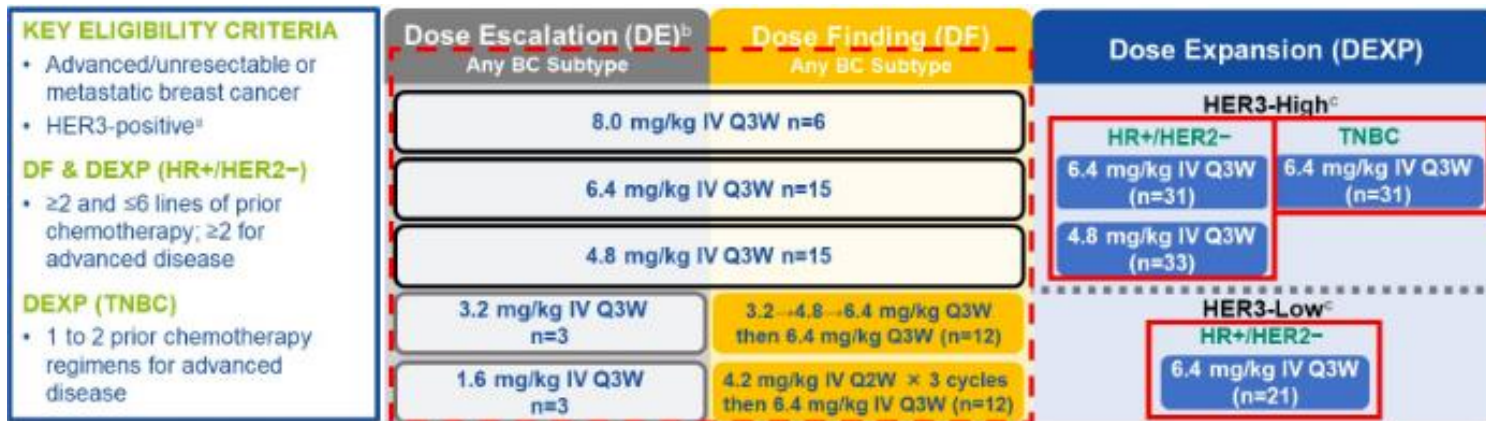 KEY ELIGIBILITY CRITERIA
• Advanced/unresectable or
metastatic breast cancer
• HER3-positiveᵃ
DF & DEXP (HR+/HER2−)
• ≥2 and ≤6 lines of prior
chemotherapy; ≥2 for
advanced disease
DEXP (TNBC)
• 1 to 2 prior chemotherapy
regimens for advanced
disease
Dose Escalation (DE)ᵇ
Any BC Subtype
Dose Finding (DF)
Any BC Subtype
8.0 mg/kg IV Q3W n=6
6.4 mg/kg IV Q3W n=15
4.8 mg/kg IV Q3W n=15
3.2 mg/kg IV Q3W
n=3
3.2→4.8→6.4 mg/kg Q3W
then 6.4 mg/kg Q3W (n=12)
1.6 mg/kg IV Q3W
n=3
4.2 mg/kg IV Q2W × 3 cycles
then 6.4 mg/kg IV Q3W (n=12)
Dose Expansion (DEXP)
HER3-Highᶜ
HR+/HER2−
6.4 mg/kg IV Q3W
(n=31)
4.8 mg/kg IV Q3W
(n=33)
TNBC
6.4 mg/kg IV Q3W
(n=31)
HER3-Lowᶜ
HR+/HER2−
6.4 mg/kg IV Q3W
(n=21)